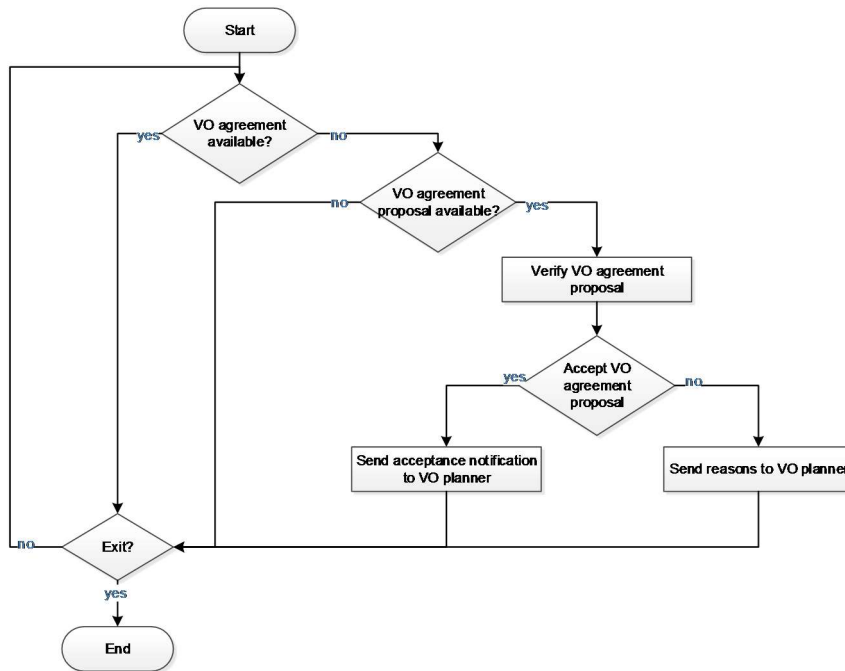 Start
VO agreement
available?
yes
no
VO agreement
proposal available?
no
yes
Verify VO agreement
proposal
Accept VO
agreement
proposal
yes
no
Send acceptance notification
to VO planner
Send reasons to VO planner
Exit?
no
yes
End